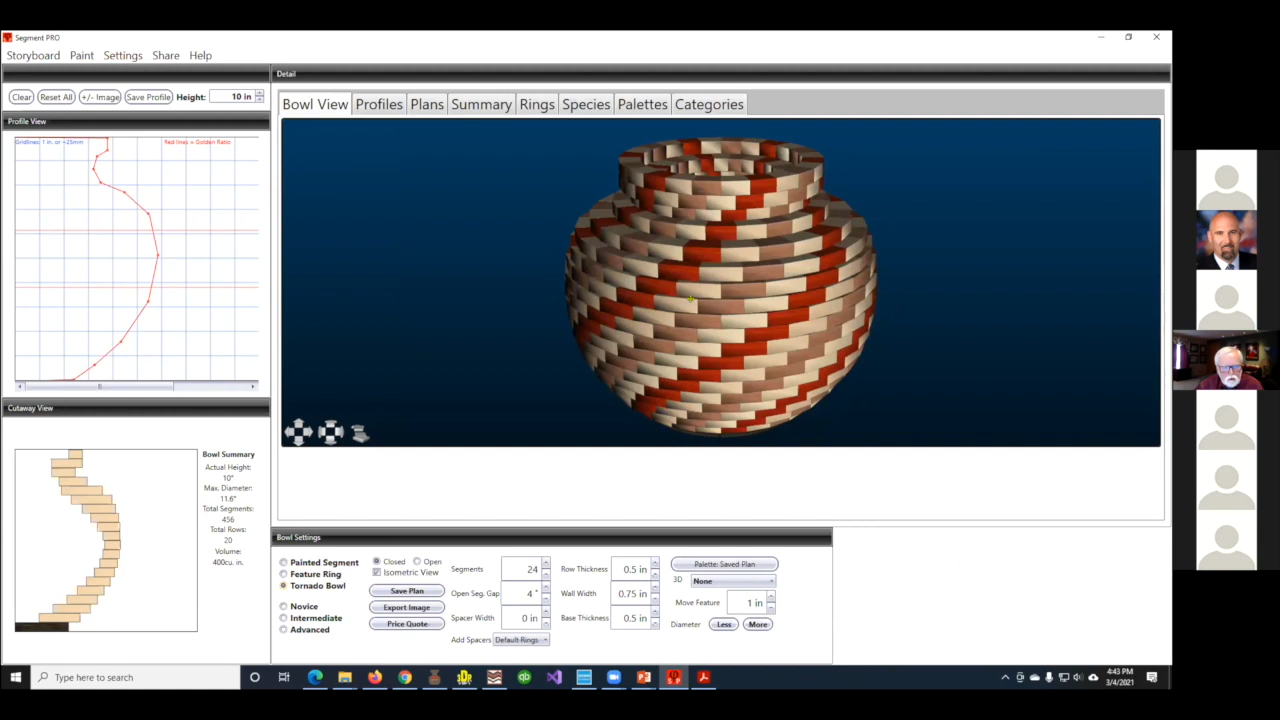 Segment PRO
Storyboard Paint Settings Share Help
Detail
Clear Reset All +/- Image Save Profile Height: 10 in
Bowl View Profiles Plans Summary Rings Species Palettes Categories
Profile View
Gridlines: 1 in. or ~25mm Red lines = Golden Ratio
Cutaway View
Bowl Summary
Actual Height:
10"
Max. Diameter:
11.6"
Total Segments:
456
Total Rows:
20
Volume:
400cu. in.
Bowl Settings
Painted Segment
Feature Ring
Tornado Bowl
Novice
Intermediate
Advanced
Closed Open
Isometric View
Save Plan
Export Image
Price Quote
Segments 24
Open Seg. Gap 4 °
Spacer Width 0 in
Add Spacers Default Rings
Row Thickness 0.5 in
Wall Width 0.75 in
Base Thickness 0.5 in
Palette: Saved Plan
3D None
Move Feature 1 in
Diameter Less More
Type here to search
4:43 PM
3/4/2021